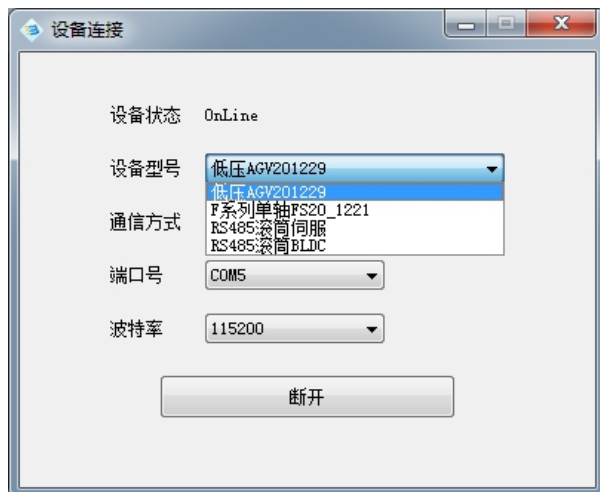 设备连接
设备状态 OnLine
设备型号 低压AGV201229
低压AGV201229
F系列单轴FS20_1221
通信方式 RS485滚筒伺服
RS485滚筒BLDC
端口号 COM5
波特率 115200
断开